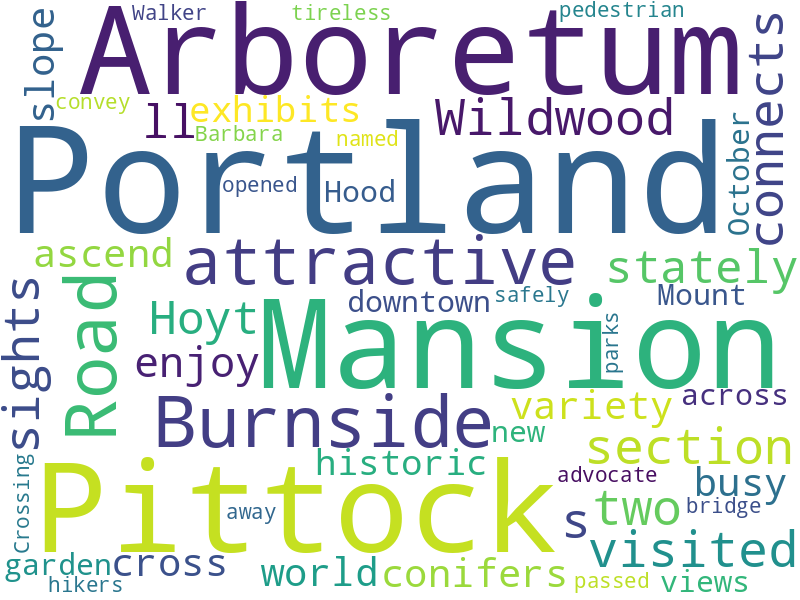 Walker
tireless
pedestrian
Arboretum
slope
connects
convey
exhibits
ll
Wildwood
Barbara
named
Portland
October
opened
Hood
ascend
attractive
stately
sights
Road
Hoyt
downtown
safely
Mount
Mansion
parks
enjoy
across
Burnside
variety
new
section
historic
Pittock
advocate
busy
Crossing
away
s
two
bridge
visited
garden
cross
world
conifers
hikers
passed
views